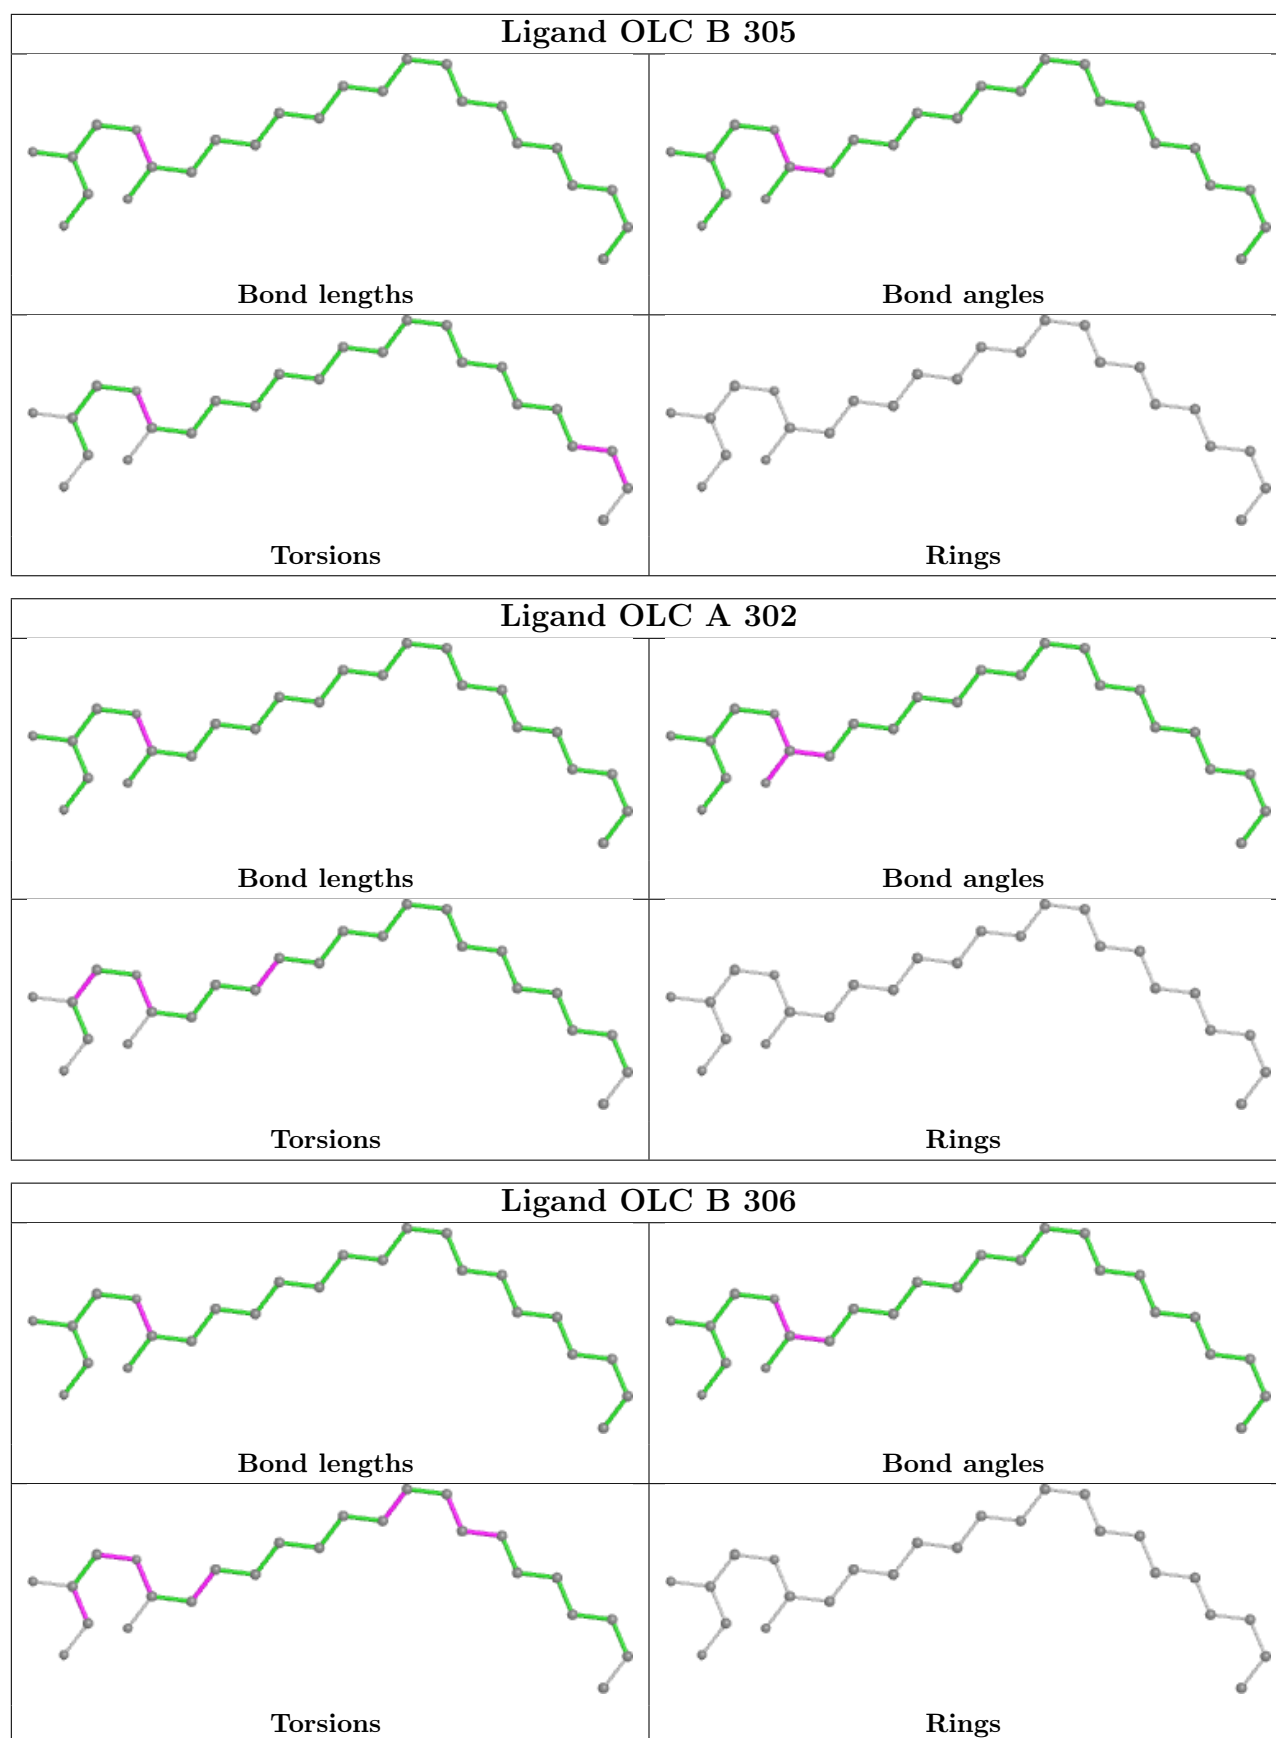 Ligand OLC B 305
Bond lengths
Bond angles
Torsions
Rings
Ligand OLC A 302
Bond lengths
Bond angles
Torsions
Rings
Ligand OLC B 306
Bond lengths
Bond angles
Torsions
Rings